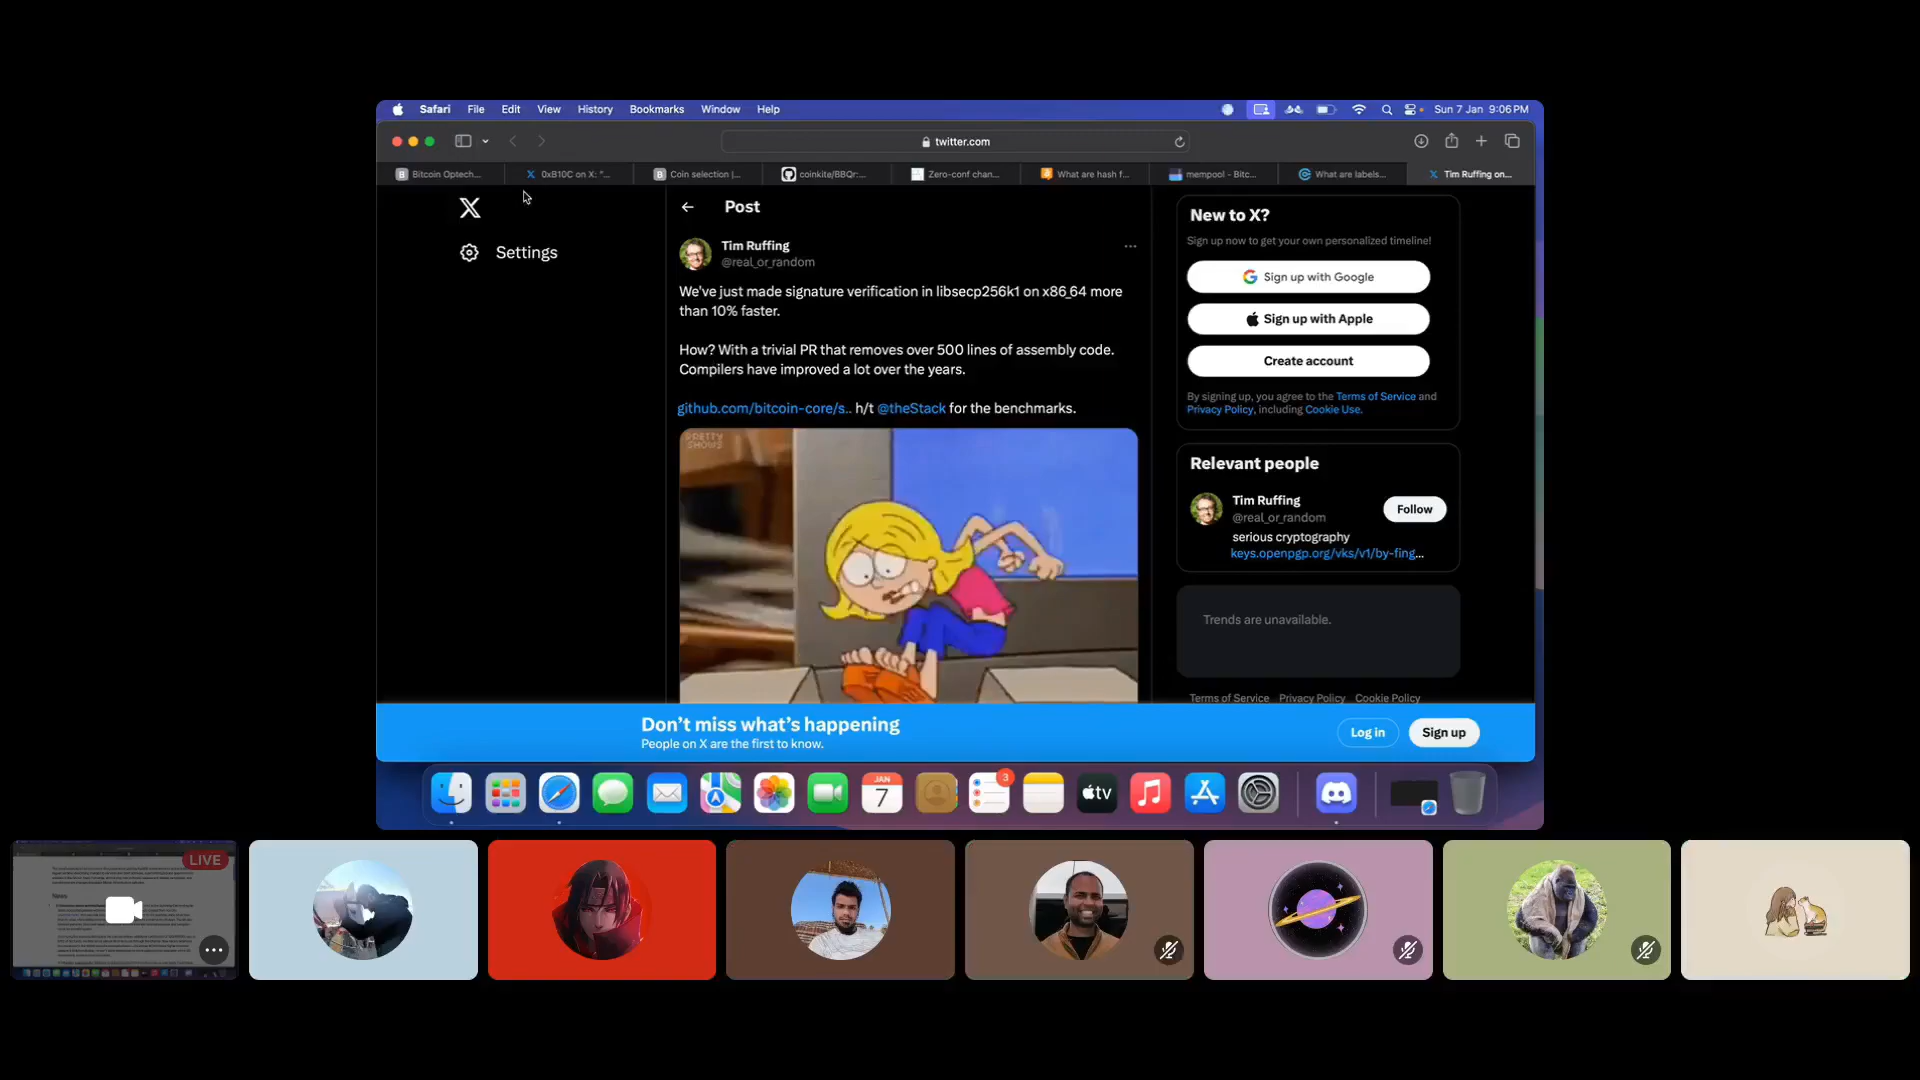 Safari File Edit View History Bookmarks Window Help Sun 7 Jan 9:06 PM
twitter.com
Bitcoin Optech... 0xB10C on X: "... Coin selection |... coinkite/BBQr:... Zero-conf chan... What are hash f... mempool - Bitc... What are labels... Tim Ruffing on...
Settings
Post
Tim Ruffing
@real_or_random
We've just made signature verification in libsecp256k1 on x86_64 more
than 10% faster.
How? With a trivial PR that removes over 500 lines of assembly code.
Compilers have improved a lot over the years.
github.com/bitcoin-core/s.. h/t @theStack for the benchmarks.
PRETTY
SHOWS
New to X?
Sign up now to get your own personalized timeline!
Sign up with Google
Sign up with Apple
Create account
By signing up, you agree to the Terms of Service and
Privacy Policy, including Cookie Use.
Relevant people
Tim Ruffing
@real_or_random
Follow
serious cryptography
keys.openpgp.org/vks/v1/by-fing...
Trends are unavailable.
Terms of Service Privacy Policy Cookie Policy
Don't miss what's happening
People on X are the first to know.
Log in
Sign up
JAN
7
3
tv
LIVE